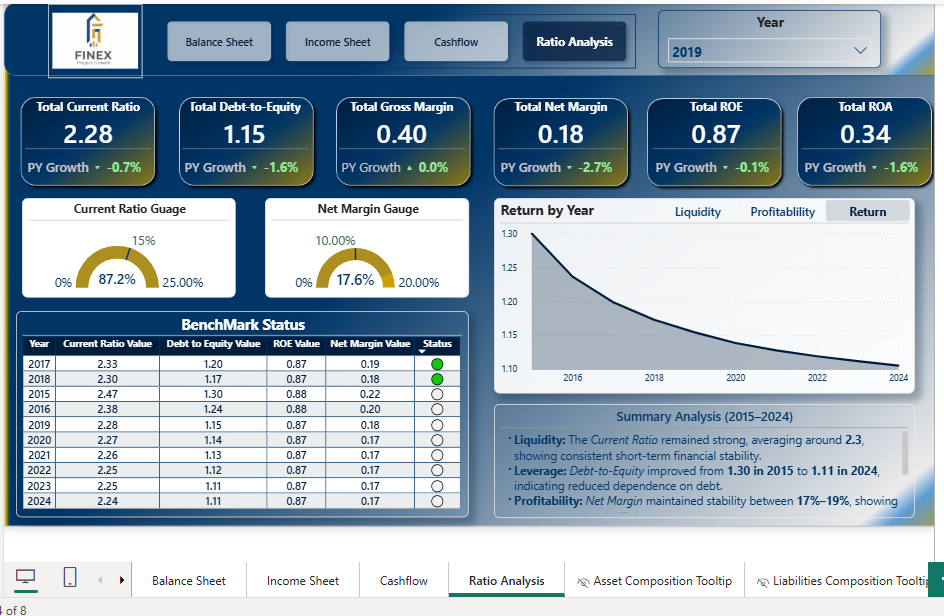 FINEX
Project Growth
Balance Sheet
Income Sheet
Cashflow
Ratio Analysis
Year
2019
Total Current Ratio
2.28
PY Growth ▾ -0.7%
Total Debt-to-Equity
1.15
PY Growth ▾ -1.6%
Total Gross Margin
0.40
PY Growth ▴ 0.0%
Total Net Margin
0.18
PY Growth ▾ -2.7%
Total ROE
0.87
PY Growth ▾ -0.1%
Total ROA
0.34
PY Growth ▾ -1.6%
Current Ratio Guage
15%
0% 87.2% 25.00%
Net Margin Gauge
10.00%
0% 17.6% 20.00%
Return by Year
Liquidity
Profitablility
Return
1.30
1.25
1.20
1.15
1.10
2016 2018 2020 2022 2024
BenchMark Status
Year Current Ratio Value Debt to Equity Value ROE Value Net Margin Value Status
2017 2.33 1.20 0.87 0.19
2018 2.30 1.17 0.87 0.18
2015 2.47 1.30 0.88 0.22
2016 2.38 1.24 0.88 0.20
2019 2.28 1.15 0.87 0.18
2020 2.27 1.14 0.87 0.17
2021 2.26 1.13 0.87 0.17
2022 2.25 1.12 0.87 0.17
2023 2.25 1.11 0.87 0.17
2024 2.24 1.11 0.87 0.17
Summary Analysis (2015–2024)
· Liquidity: The Current Ratio remained strong, averaging around 2.3,
showing consistent short-term financial stability.
· Leverage: Debt-to-Equity improved from 1.30 in 2015 to 1.11 in 2024,
indicating reduced dependence on debt.
· Profitability: Net Margin maintained stability between 17%–19%, showing
Balance Sheet
Income Sheet
Cashflow
Ratio Analysis
Asset Composition Tooltip
Liabilities Composition Toolti
of 8